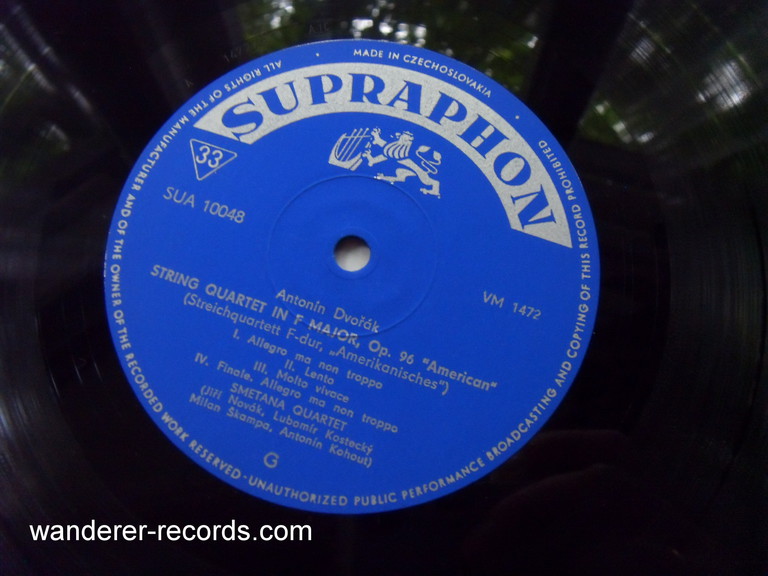 MADE IN CZECHOSLOVAKIA
ALL RIGHTS OF THE MANUFACTURER AND OF THE OWNER OF THE RECORDED WORK RESERVED · UNAUTHORIZED PUBLIC PERFORMANCE BROADCASTING AND COPYING OF THIS RECORD PROHIBITED
SUPRAPHON
33
SUA 10048
VM 1472
Antonín Dvořák
STRING QUARTET IN F MAJOR, Op. 96 "American"
(Streichquartett F-dur, „Amerikanisches")
I. Allegro ma non troppo
II. Lento
III. Molto vivace
IV. Finale. Allegro ma non troppo
SMETANA QUARTET
(Jiří Novák, Lubomír Kostecký
Milan Škampa, Antonín Kohout)
G
wanderer-records.com